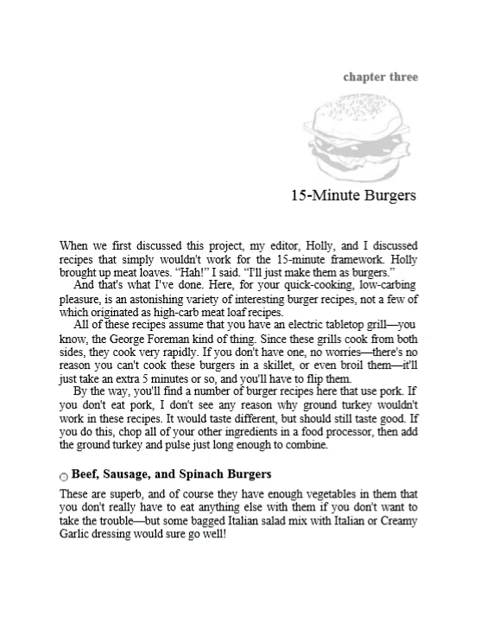 chapter three
15-Minute Burgers
When we first discussed this project, my editor, Holly, and I discussed
recipes that simply wouldn't work for the 15-minute framework. Holly
brought up meat loaves. “Hah!” I said. “I'll just make them as burgers.”
And that's what I've done. Here, for your quick-cooking, low-carbing
pleasure, is an astonishing variety of interesting burger recipes, not a few of
which originated as high-carb meat loaf recipes.
All of these recipes assume that you have an electric tabletop grill—you
know, the George Foreman kind of thing. Since these grills cook from both
sides, they cook very rapidly. If you don't have one, no worries—there's no
reason you can't cook these burgers in a skillet, or even broil them—it'll
just take an extra 5 minutes or so, and you'll have to flip them.
By the way, you'll find a number of burger recipes here that use pork. If
you don't eat pork, I don't see any reason why ground turkey wouldn't
work in these recipes. It would taste different, but should still taste good. If
you do this, chop all of your other ingredients in a food processor, then add
the ground turkey and pulse just long enough to combine.
Beef, Sausage, and Spinach Burgers
These are superb, and of course they have enough vegetables in them that
you don't really have to eat anything else with them if you don't want to
take the trouble—but some bagged Italian salad mix with Italian or Creamy
Garlic dressing would sure go well!